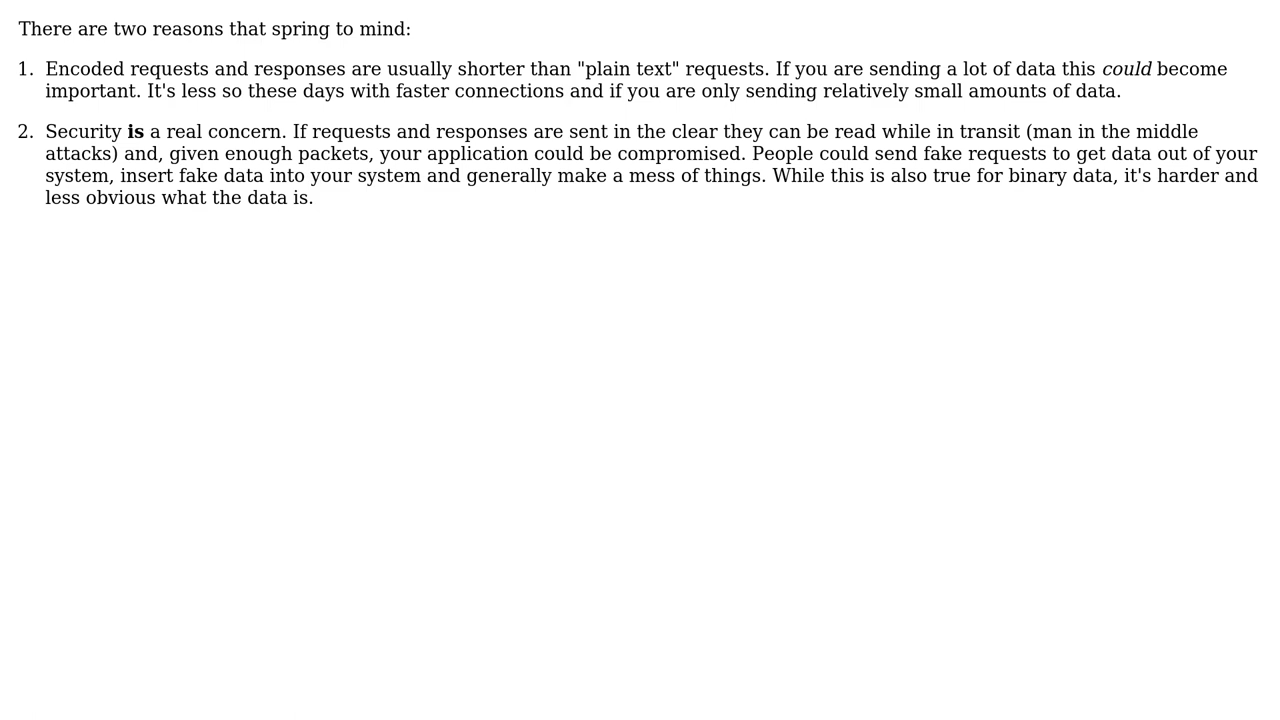 There are two reasons that spring to mind:
1. Encoded requests and responses are usually shorter than "plain text" requests. If you are sending a lot of data this could become
important. It's less so these days with faster connections and if you are only sending relatively small amounts of data.
2. Security is a real concern. If requests and responses are sent in the clear they can be read while in transit (man in the middle
attacks) and, given enough packets, your application could be compromised. People could send fake requests to get data out of your
system, insert fake data into your system and generally make a mess of things. While this is also true for binary data, it's harder and
less obvious what the data is.